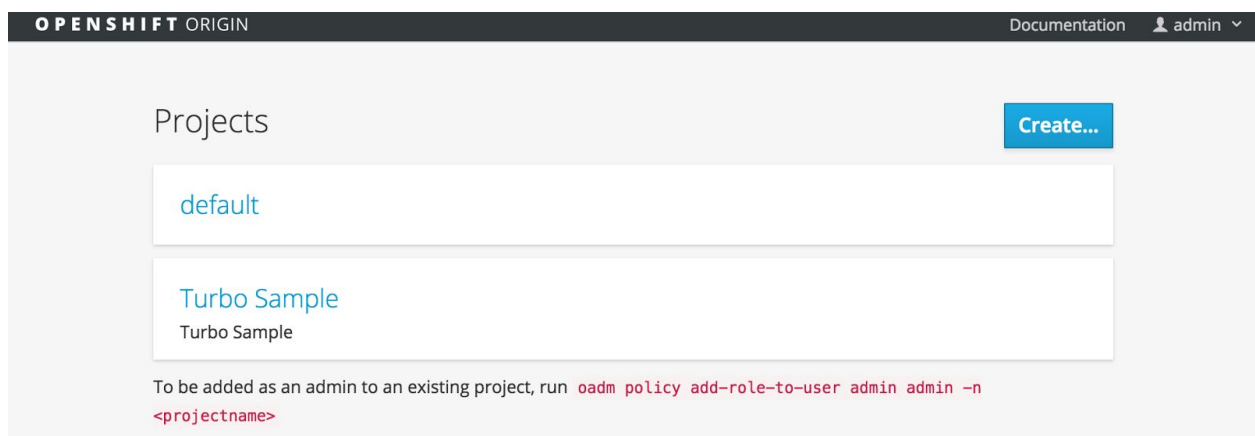 OPENSHIFT ORIGIN Documentation admin
Projects Create...
default
Turbo Sample
Turbo Sample
To be added as an admin to an existing project, run oadm policy add-role-to-user admin admin -n
<projectname>